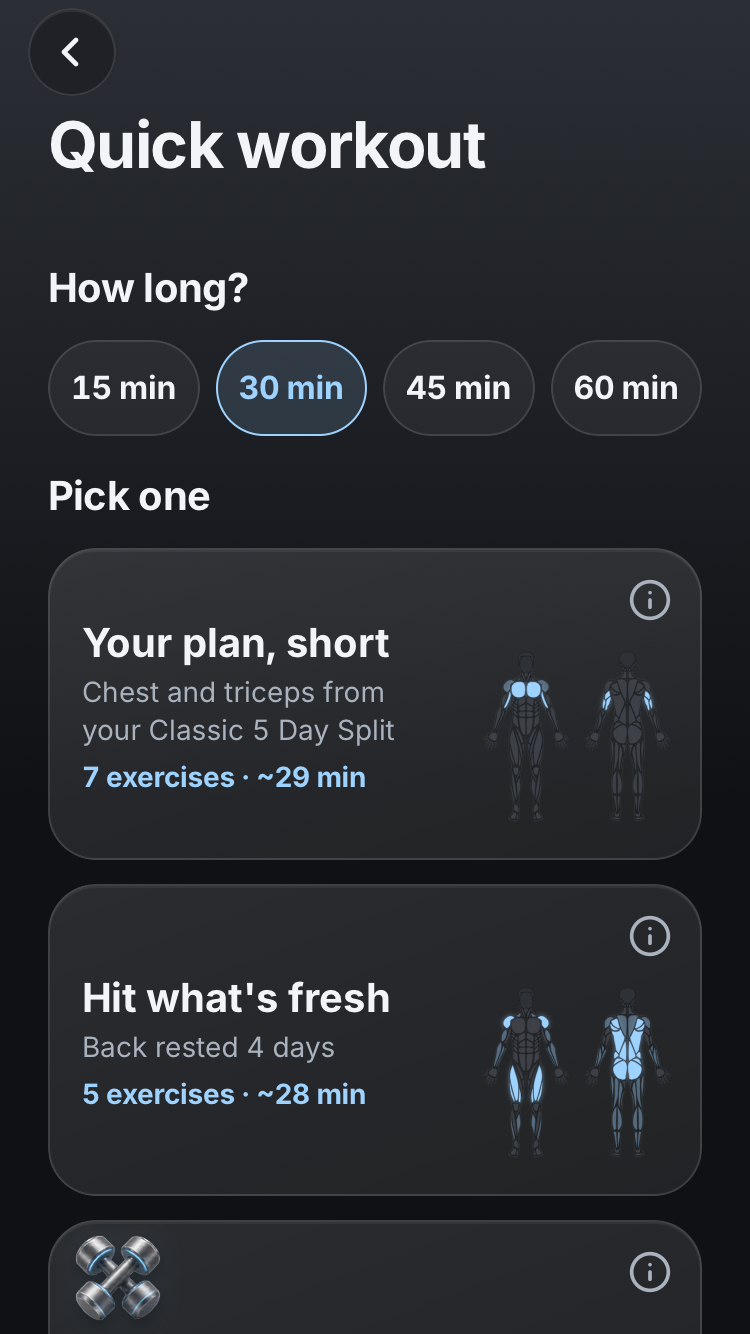 Quick workout
How long?
15 min
30 min
45 min
60 min
Pick one
Your plan, short
Chest and triceps from
your Classic 5 Day Split
7 exercises · ~29 min
Hit what's fresh
Back rested 4 days
5 exercises · ~28 min